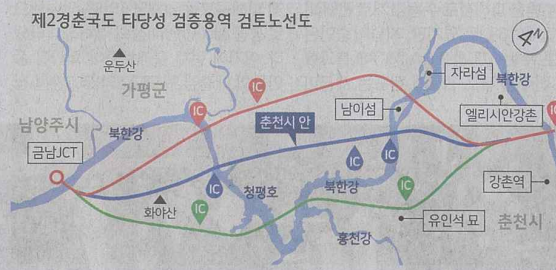 제2경춘국도 타당성 검증용역 검토노선도
N
운두산
가평군
남양주시
북한강
금남JCT
IC
IC
춘천시 안
남이섬
자라섬
북한강
엘리시안강촌
IC
IC
IC
IC
화야산
IC
청평호
북한강
IC
강촌역
유인석 묘
춘천시
홍천강